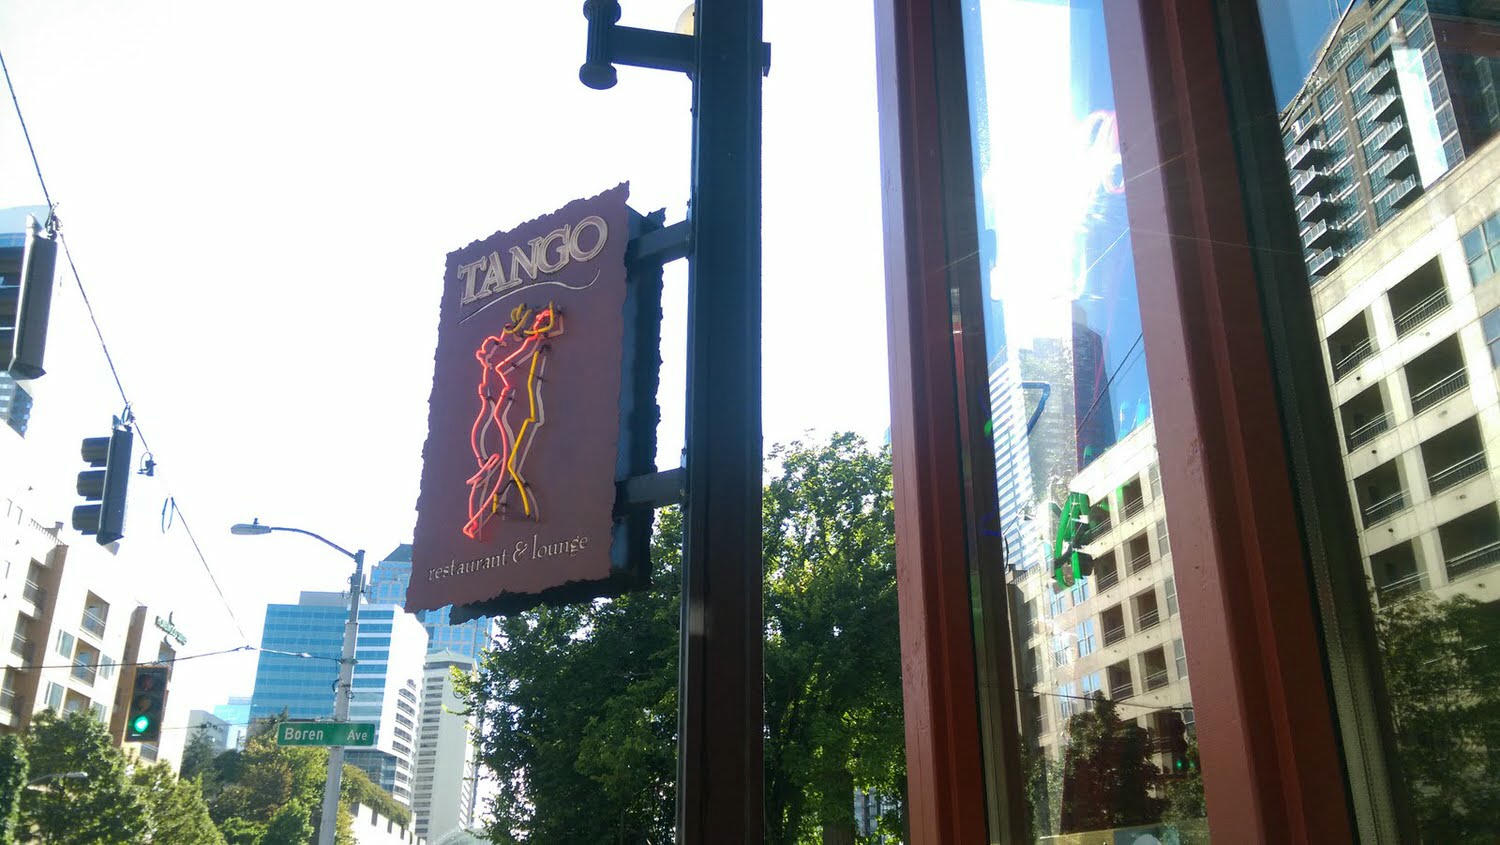 TANGO
restaurant & lounge
Boren Ave